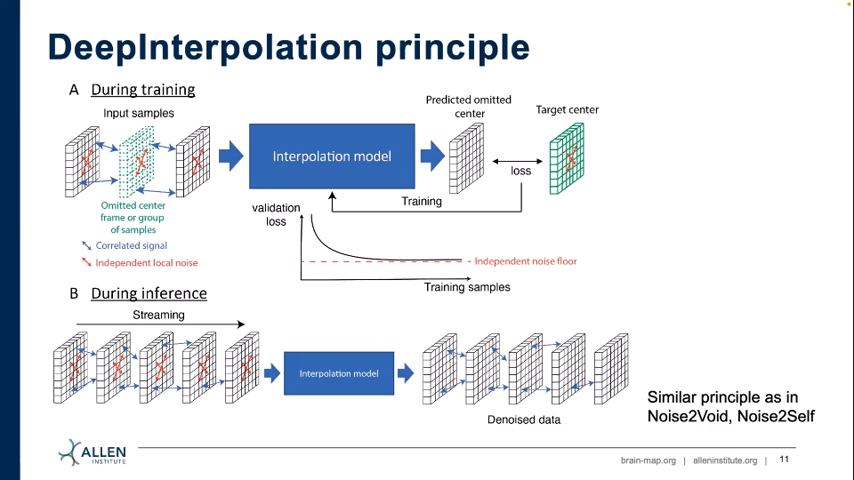 DeepInterpolation principle
A During training
Input samples
Omitted center
frame or group
of samples
Correlated signal
Independent local noise
Interpolation model
Predicted omitted
center
Target center
loss
Training
validation
loss
Independent noise floor
Training samples
B During inference
Streaming
Interpolation model
Denoised data
Similar principle as in
Noise2Void, Noise2Self
ALLEN
INSTITUTE
brain-map.org | alleninstitute.org | 11